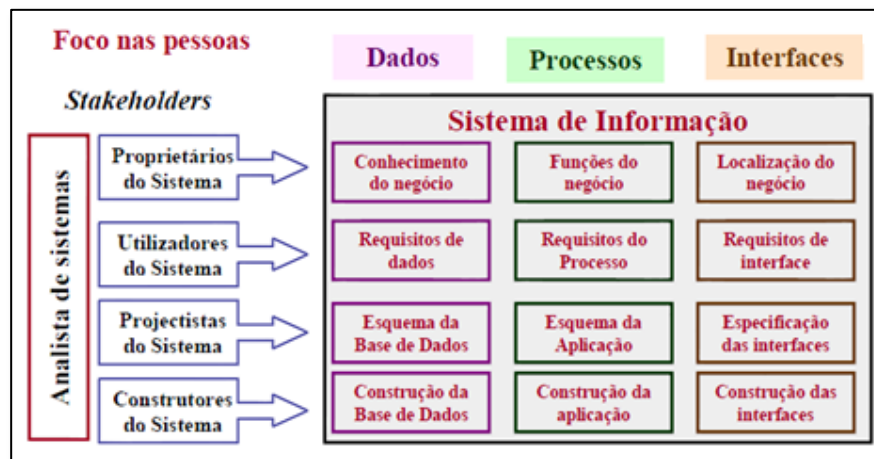 Foco nas pessoas
Dados
Processos
Interfaces
Stakeholders
Sistema de Informação
Analista de sistemas
Proprietários
do Sistema
Conhecimento
do negócio
Funções do
negócio
Localização do
negócio
Utilizadores
do Sistema
Requisitos de
dados
Requisitos do
Processo
Requisitos de
interface
Projectistas
do Sistema
Esquema da
Base de Dados
Esquema da
Aplicação
Especificação
das interfaces
Construtores
do Sistema
Construção da
Base de Dados
Construção da
aplicação
Construção das
interfaces